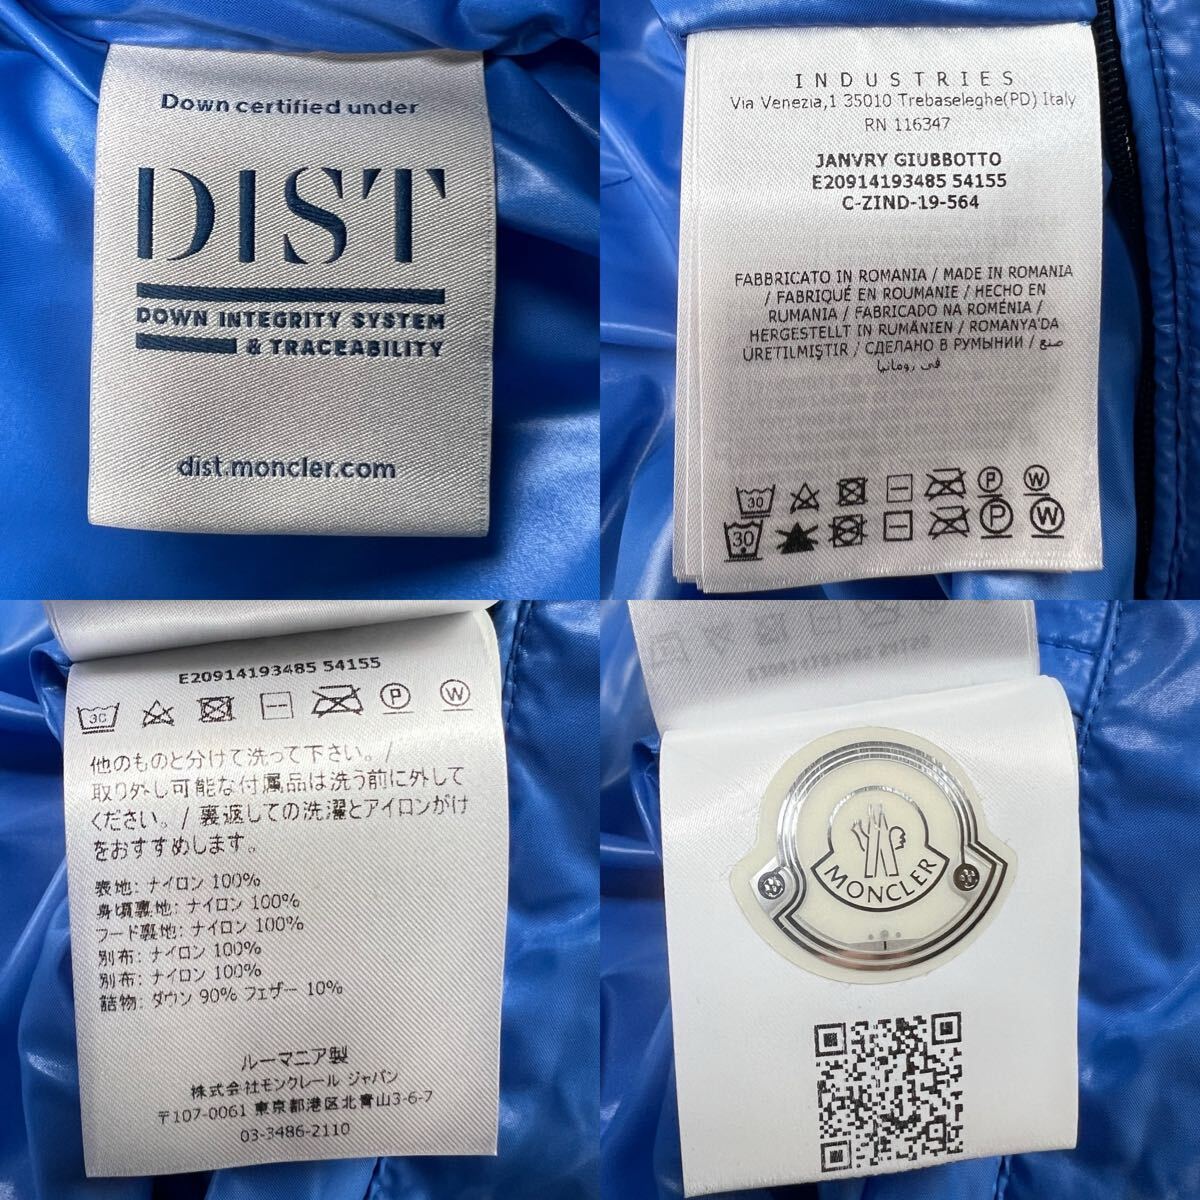 Down certified under
DIST
DOWN INTEGRITY SYSTEM
& TRACEABILITY
dist.moncler.com
INDUSTRIES
Via Venezia,1 35010 Trebaseleghe(PD) Italy
RN 116347
JANVRY GIUBBOTTO
E20914193485 54155
C-ZIND-19-564
FABBRICATO IN ROMANIA / MADE IN ROMANIA
/ FABRIQUÉ EN ROUMANIE / HECHO EN
RUMANIA / FABRICADO NA ROMÉNIA /
HERGESTELLT IN RUMÄNIEN / ROMANYA'DA
ÜRETILMIŞTIR / СДЕЛАНО В РУМЫНИИ / صنع
في رومانيا
30
P
W
30
P
W
E20914193485 54155
30
P
W
他のものと分けて洗って下さい。/
取り外し可能な付属品は洗う前に外して
ください。/ 裏返しての洗濯とアイロンがけ
をおすすめします。
表地: ナイロン 100%
身頃裏地: ナイロン 100%
フード裏地: ナイロン 100%
別布: ナイロン 100%
別布: ナイロン 100%
詰物: ダウン 90% フェザー 10%
ルーマニア製
株式会社モンクレール ジャパン
〒107-0061 東京都港区北青山3-6-7
03-3486-2110
MONCLER